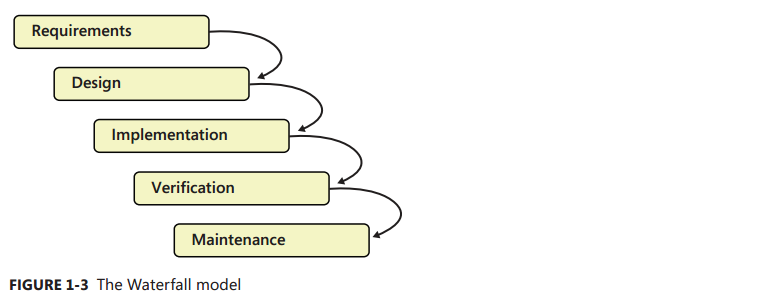 Requirements
Design
Implementation
Verification
Maintenance
FIGURE 1-3 The Waterfall model